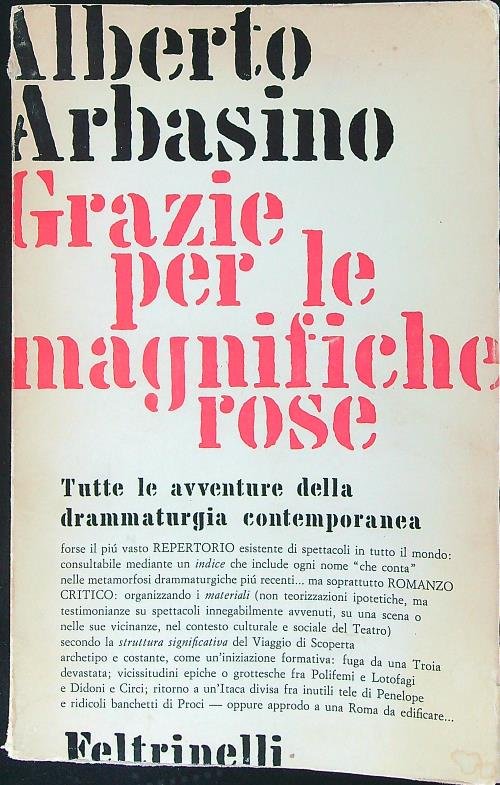 Alberto
Arbasino
Grazie
per le
magnifiche
rose
Tutte le avventure della
drammaturgia contemporanea
forse il piú vasto REPERTORIO esistente di spettacoli in tutto il mondo:
consultabile mediante un indice che include ogni nome "che conta"
nelle metamorfosi drammaturgiche piú recenti... ma soprattutto ROMANZO
CRITICO: organizzando i materiali (non teorizzazioni ipotetiche, ma
testimonianze su spettacoli innegabilmente avvenuti, su una scena o
nelle sue vicinanze, nel contesto culturale e sociale del Teatro)
secondo la struttura significativa del Viaggio di Scoperta
archetipo e costante, come un'iniziazione formativa: fuga da una Troia
devastata; vicissitudini epiche o grottesche fra Polifemi e Lotofagi
e Didoni e Circi; ritorno a un'Itaca divisa fra inutili tele di Penelope
e ridicoli banchetti di Proci — oppure approdo a una Roma da edificare...
Feltrinelli